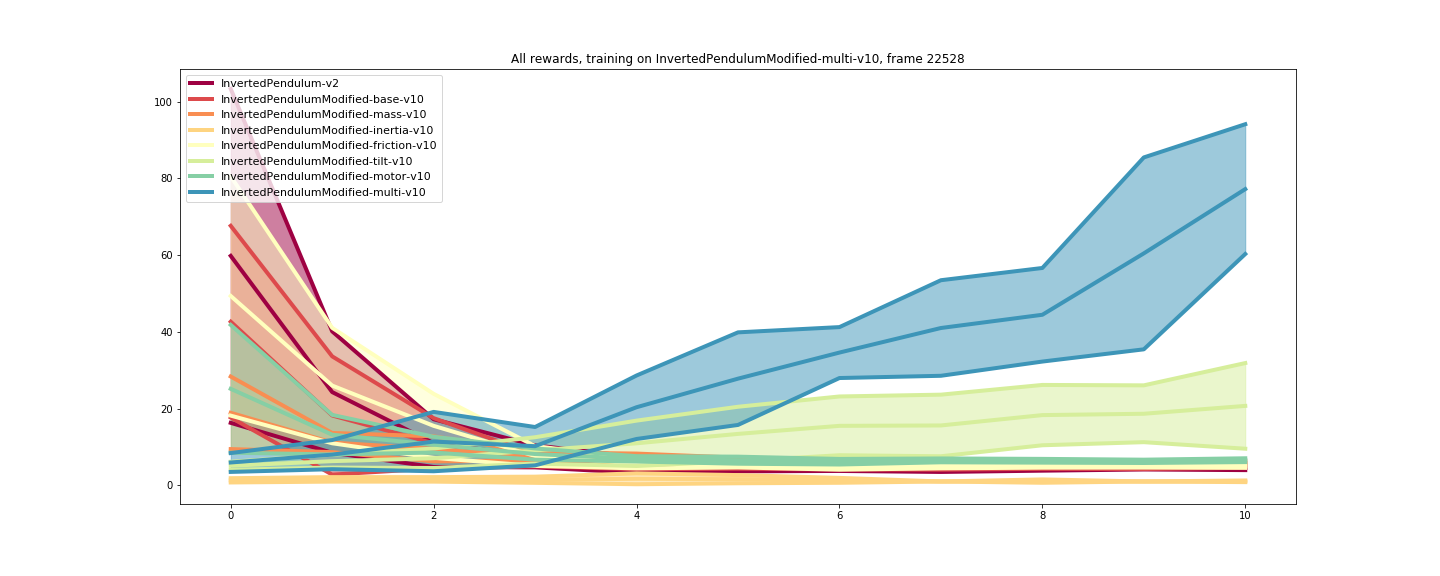 All rewards, training on InvertedPendulumModified-multi-v10, frame 22528
InvertedPendulum-v2
InvertedPendulumModified-base-v10
InvertedPendulumModified-mass-v10
InvertedPendulumModified-inertia-v10
InvertedPendulumModified-friction-v10
InvertedPendulumModified-tilt-v10
InvertedPendulumModified-motor-v10
InvertedPendulumModified-multi-v10
100
80
60
40
20
0
0 2 4 6 8 10